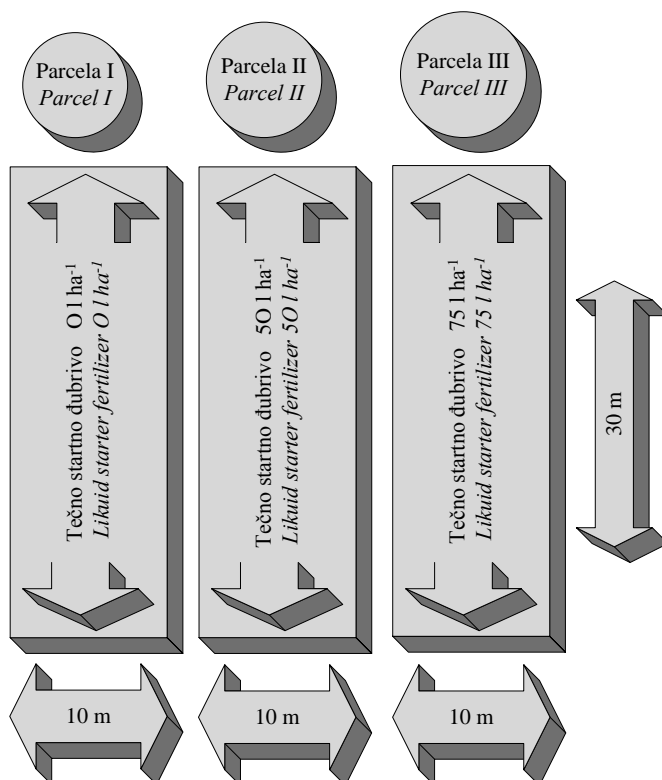 Parcela I
Parcel I
Parcela II
Parcel II
Parcela III
Parcel III
Tečno startno đubrivo O l ha⁻¹
Likuid starter fertilizer O l ha⁻¹
Tečno startno đubrivo 5O l ha⁻¹
Likuid starter fertilizer 5O l ha⁻¹
Tečno startno đubrivo 75 l ha⁻¹
Likuid starter fertilizer 75 l ha⁻¹
30 m
10 m
10 m
10 m